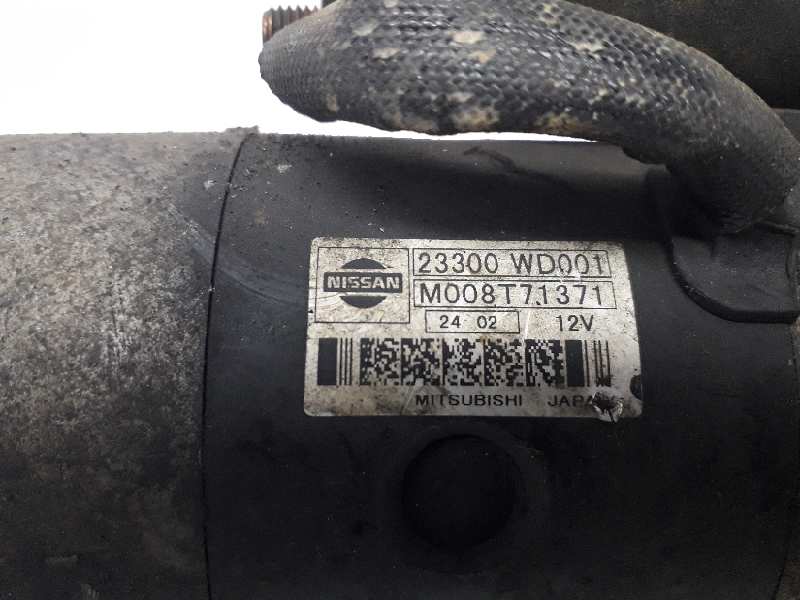 NISSAN
23300 WD001
M008T71371
24 02 12V
MITSUBISHI JAPAN